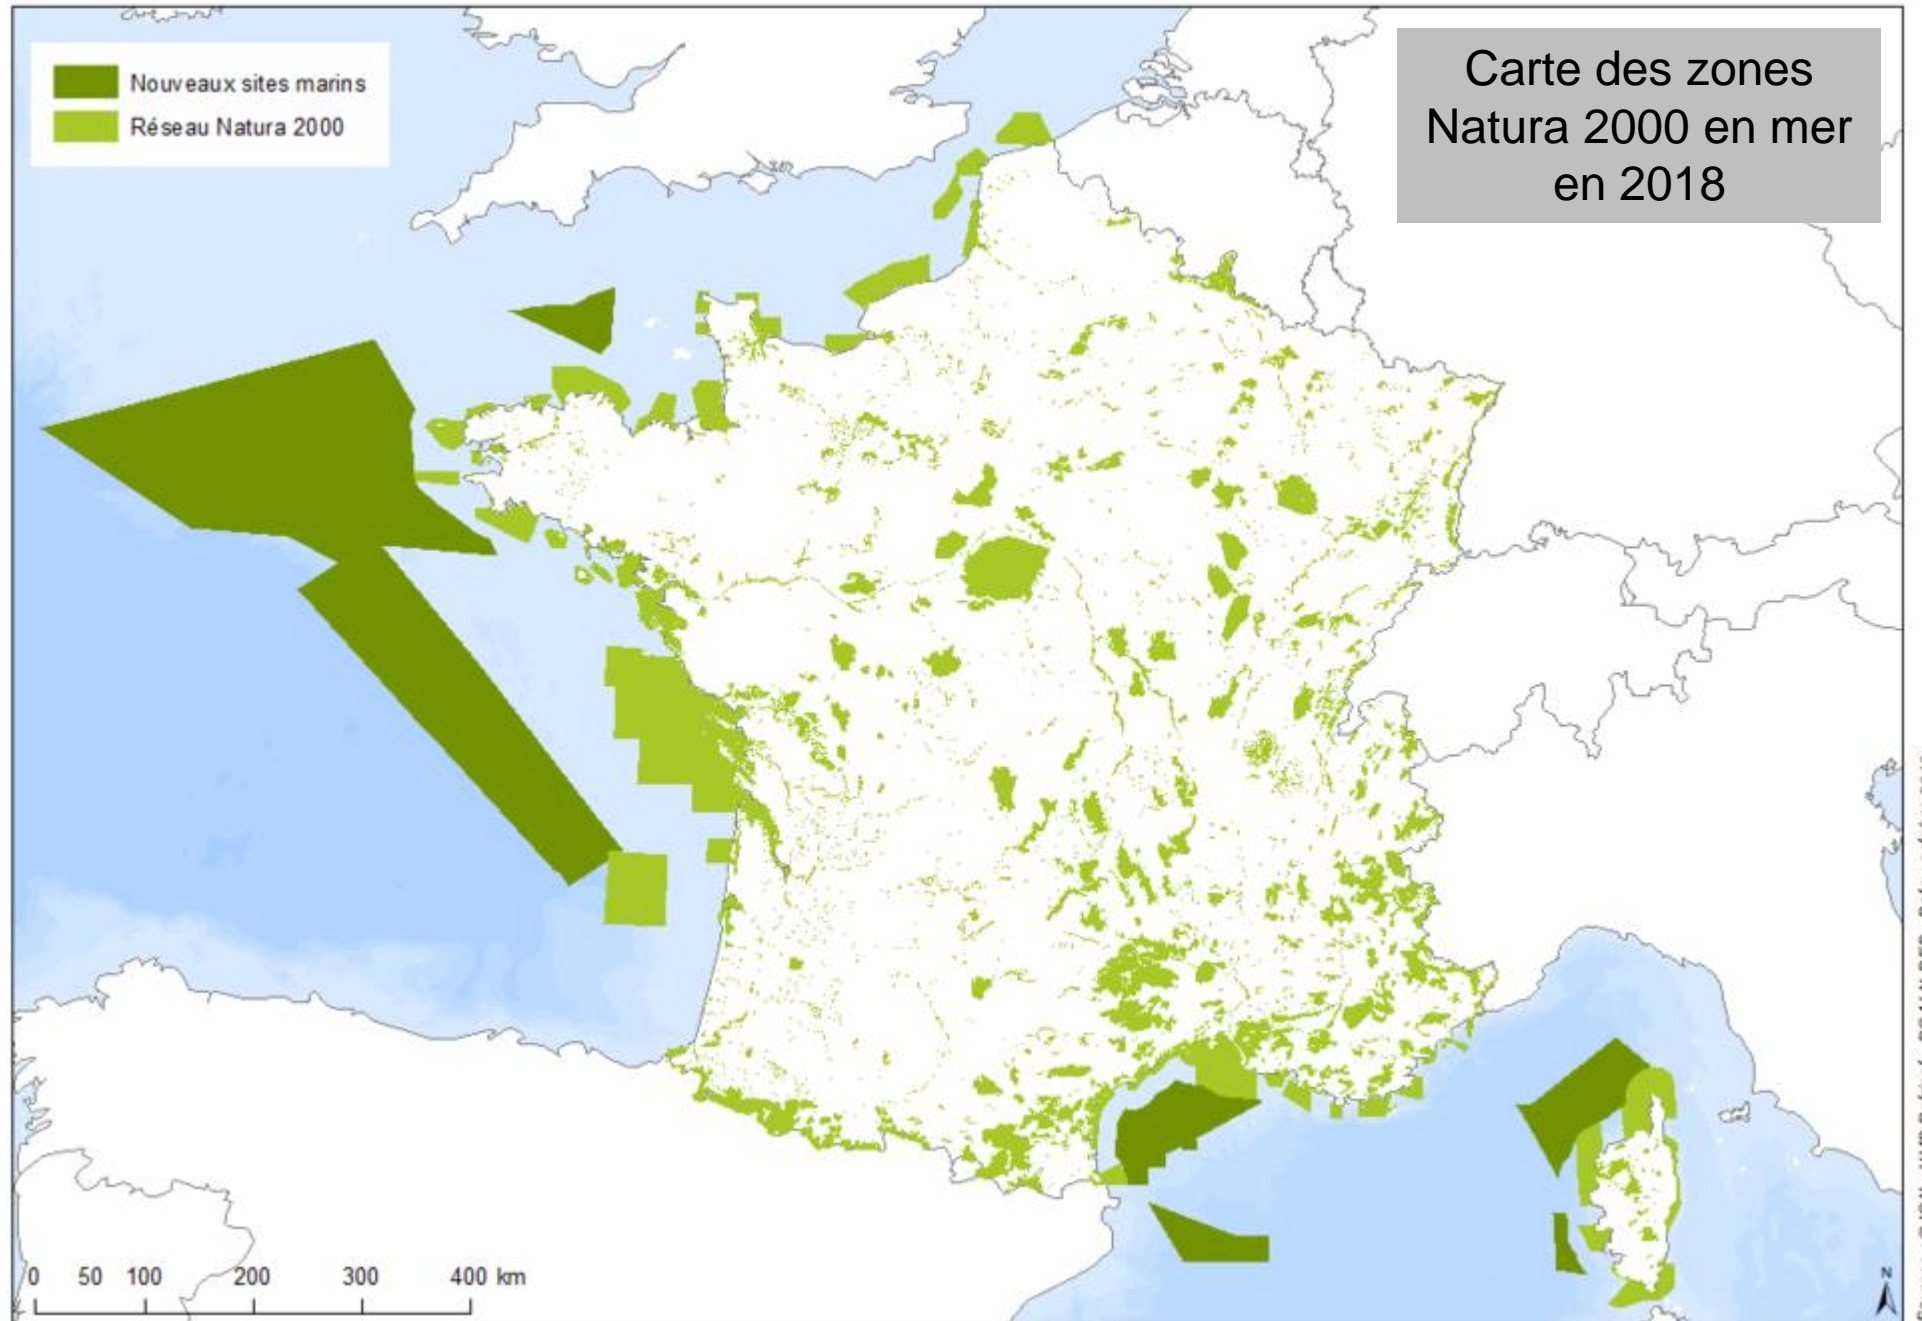 Nouveaux sites marins
Réseau Natura 2000
Carte des zones
Natura 2000 en mer
en 2018
0 50 100 200 300 400 km
N